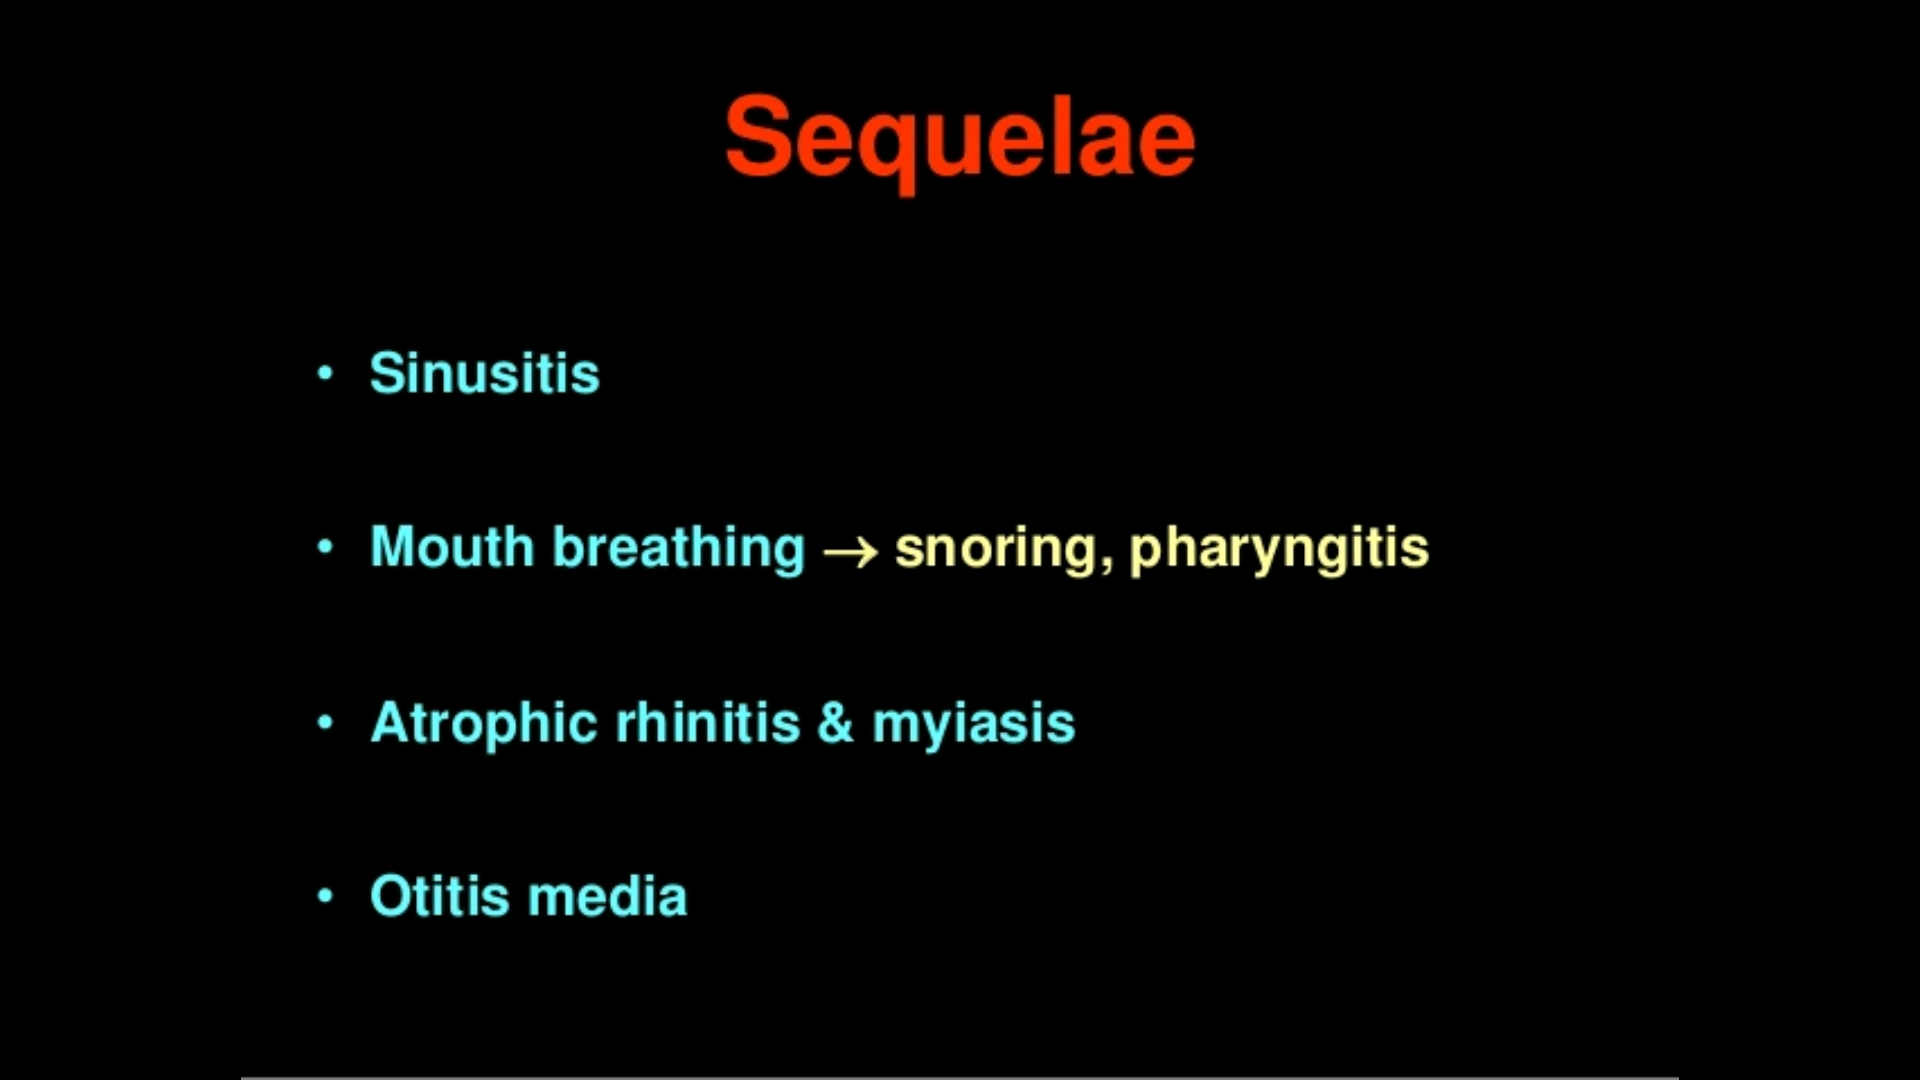 Sequelae
• Sinusitis
• Mouth breathing → snoring, pharyngitis
• Atrophic rhinitis & myiasis
• Otitis media